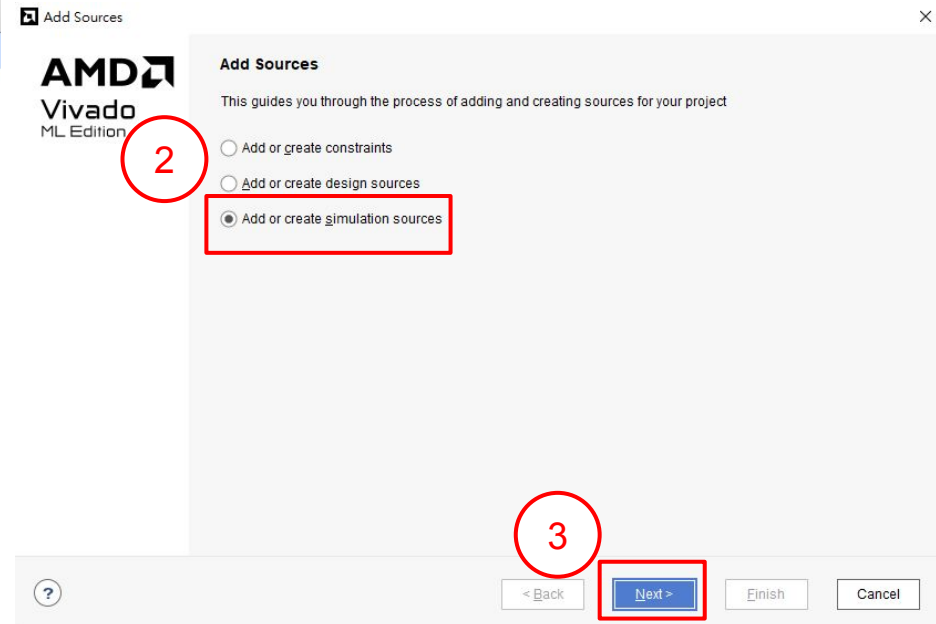 Add Sources
AMD
Vivado
ML Edition
Add Sources
This guides you through the process of adding and creating sources for your project
2
Add or create constraints
Add or create design sources
Add or create simulation sources
3
?
< Back
Next >
Finish
Cancel